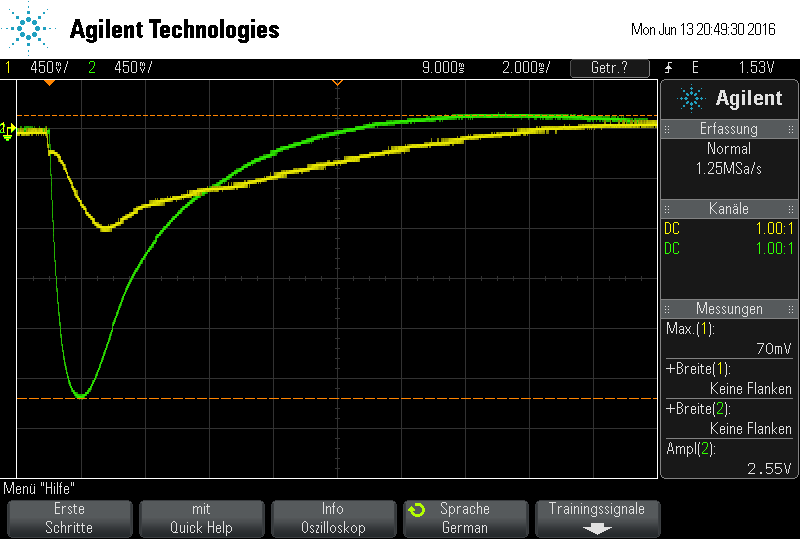 Agilent Technologies
Mon Jun 13 20:49:30 2016
1 450mV/ 2 450mV/ 9.000ms 2.000ms/ Getr.? E 1.53V
Agilent
Erfassung
Normal
1.25MSa/s
Kanäle
DC 1.00:1
DC 1.00:1
Messungen
Max.(1):
70mV
+Breite(1):
Keine Flanken
+Breite(2):
Keine Flanken
Ampl(2):
2.55V
Menü "Hilfe"
Erste
Schritte
mit
Quick Help
Info
Oszilloskop
Sprache
German
Trainingssignale